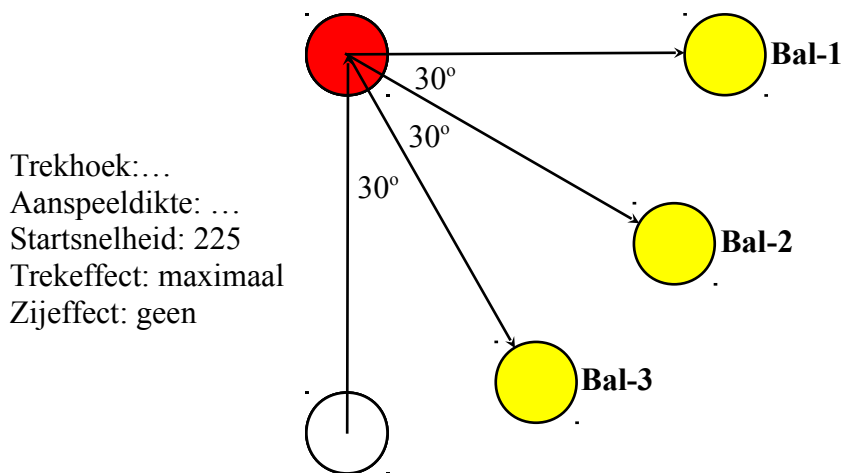 Bal-1
30º
30º
30º
Trekhoek:…
Aanspeeldikte: …
Startsnelheid: 225
Trekeffect: maximaal
Zijeffect: geen
Bal-2
Bal-3